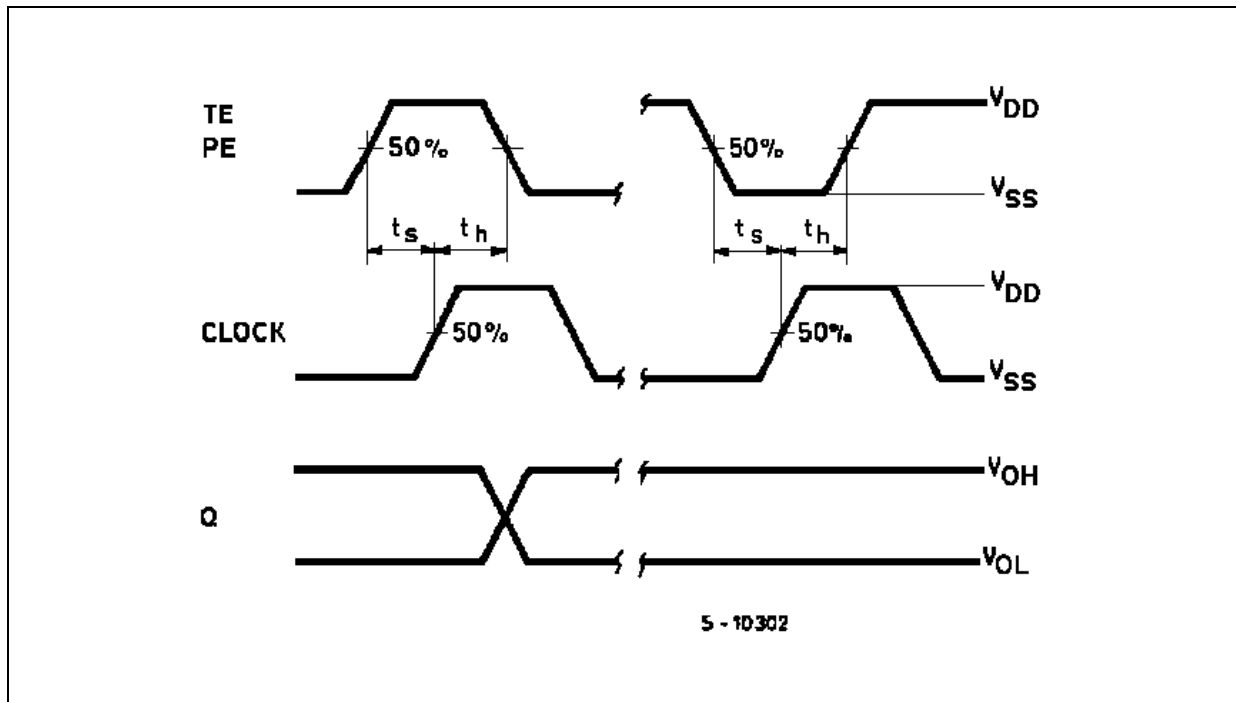 TE
PE
50%
50%
VDD
VSS
ts
th
ts
th
CLOCK
50%
50%
VDD
VSS
Q
VOH
VOL
5-10302